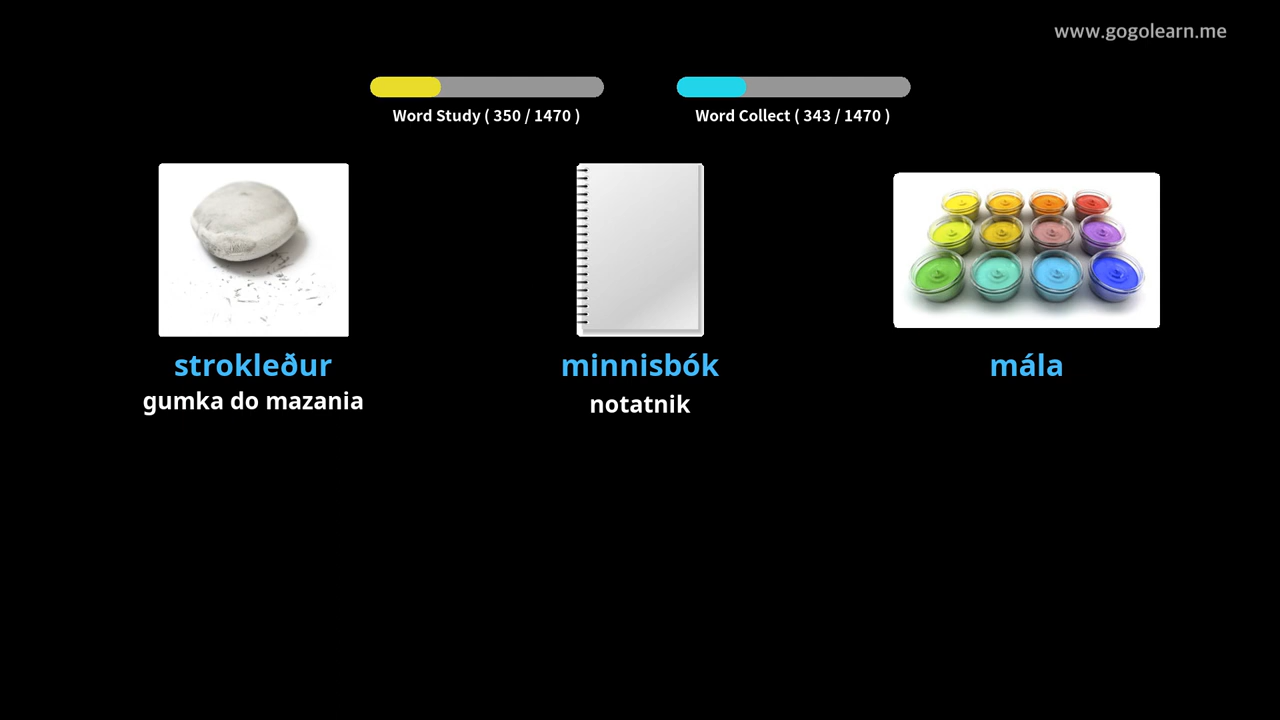 www.gogolearn.me
Word Study ( 350 / 1470 )
Word Collect ( 343 / 1470 )
strokleður
minnisbók
mála
gumka do mazania
notatnik